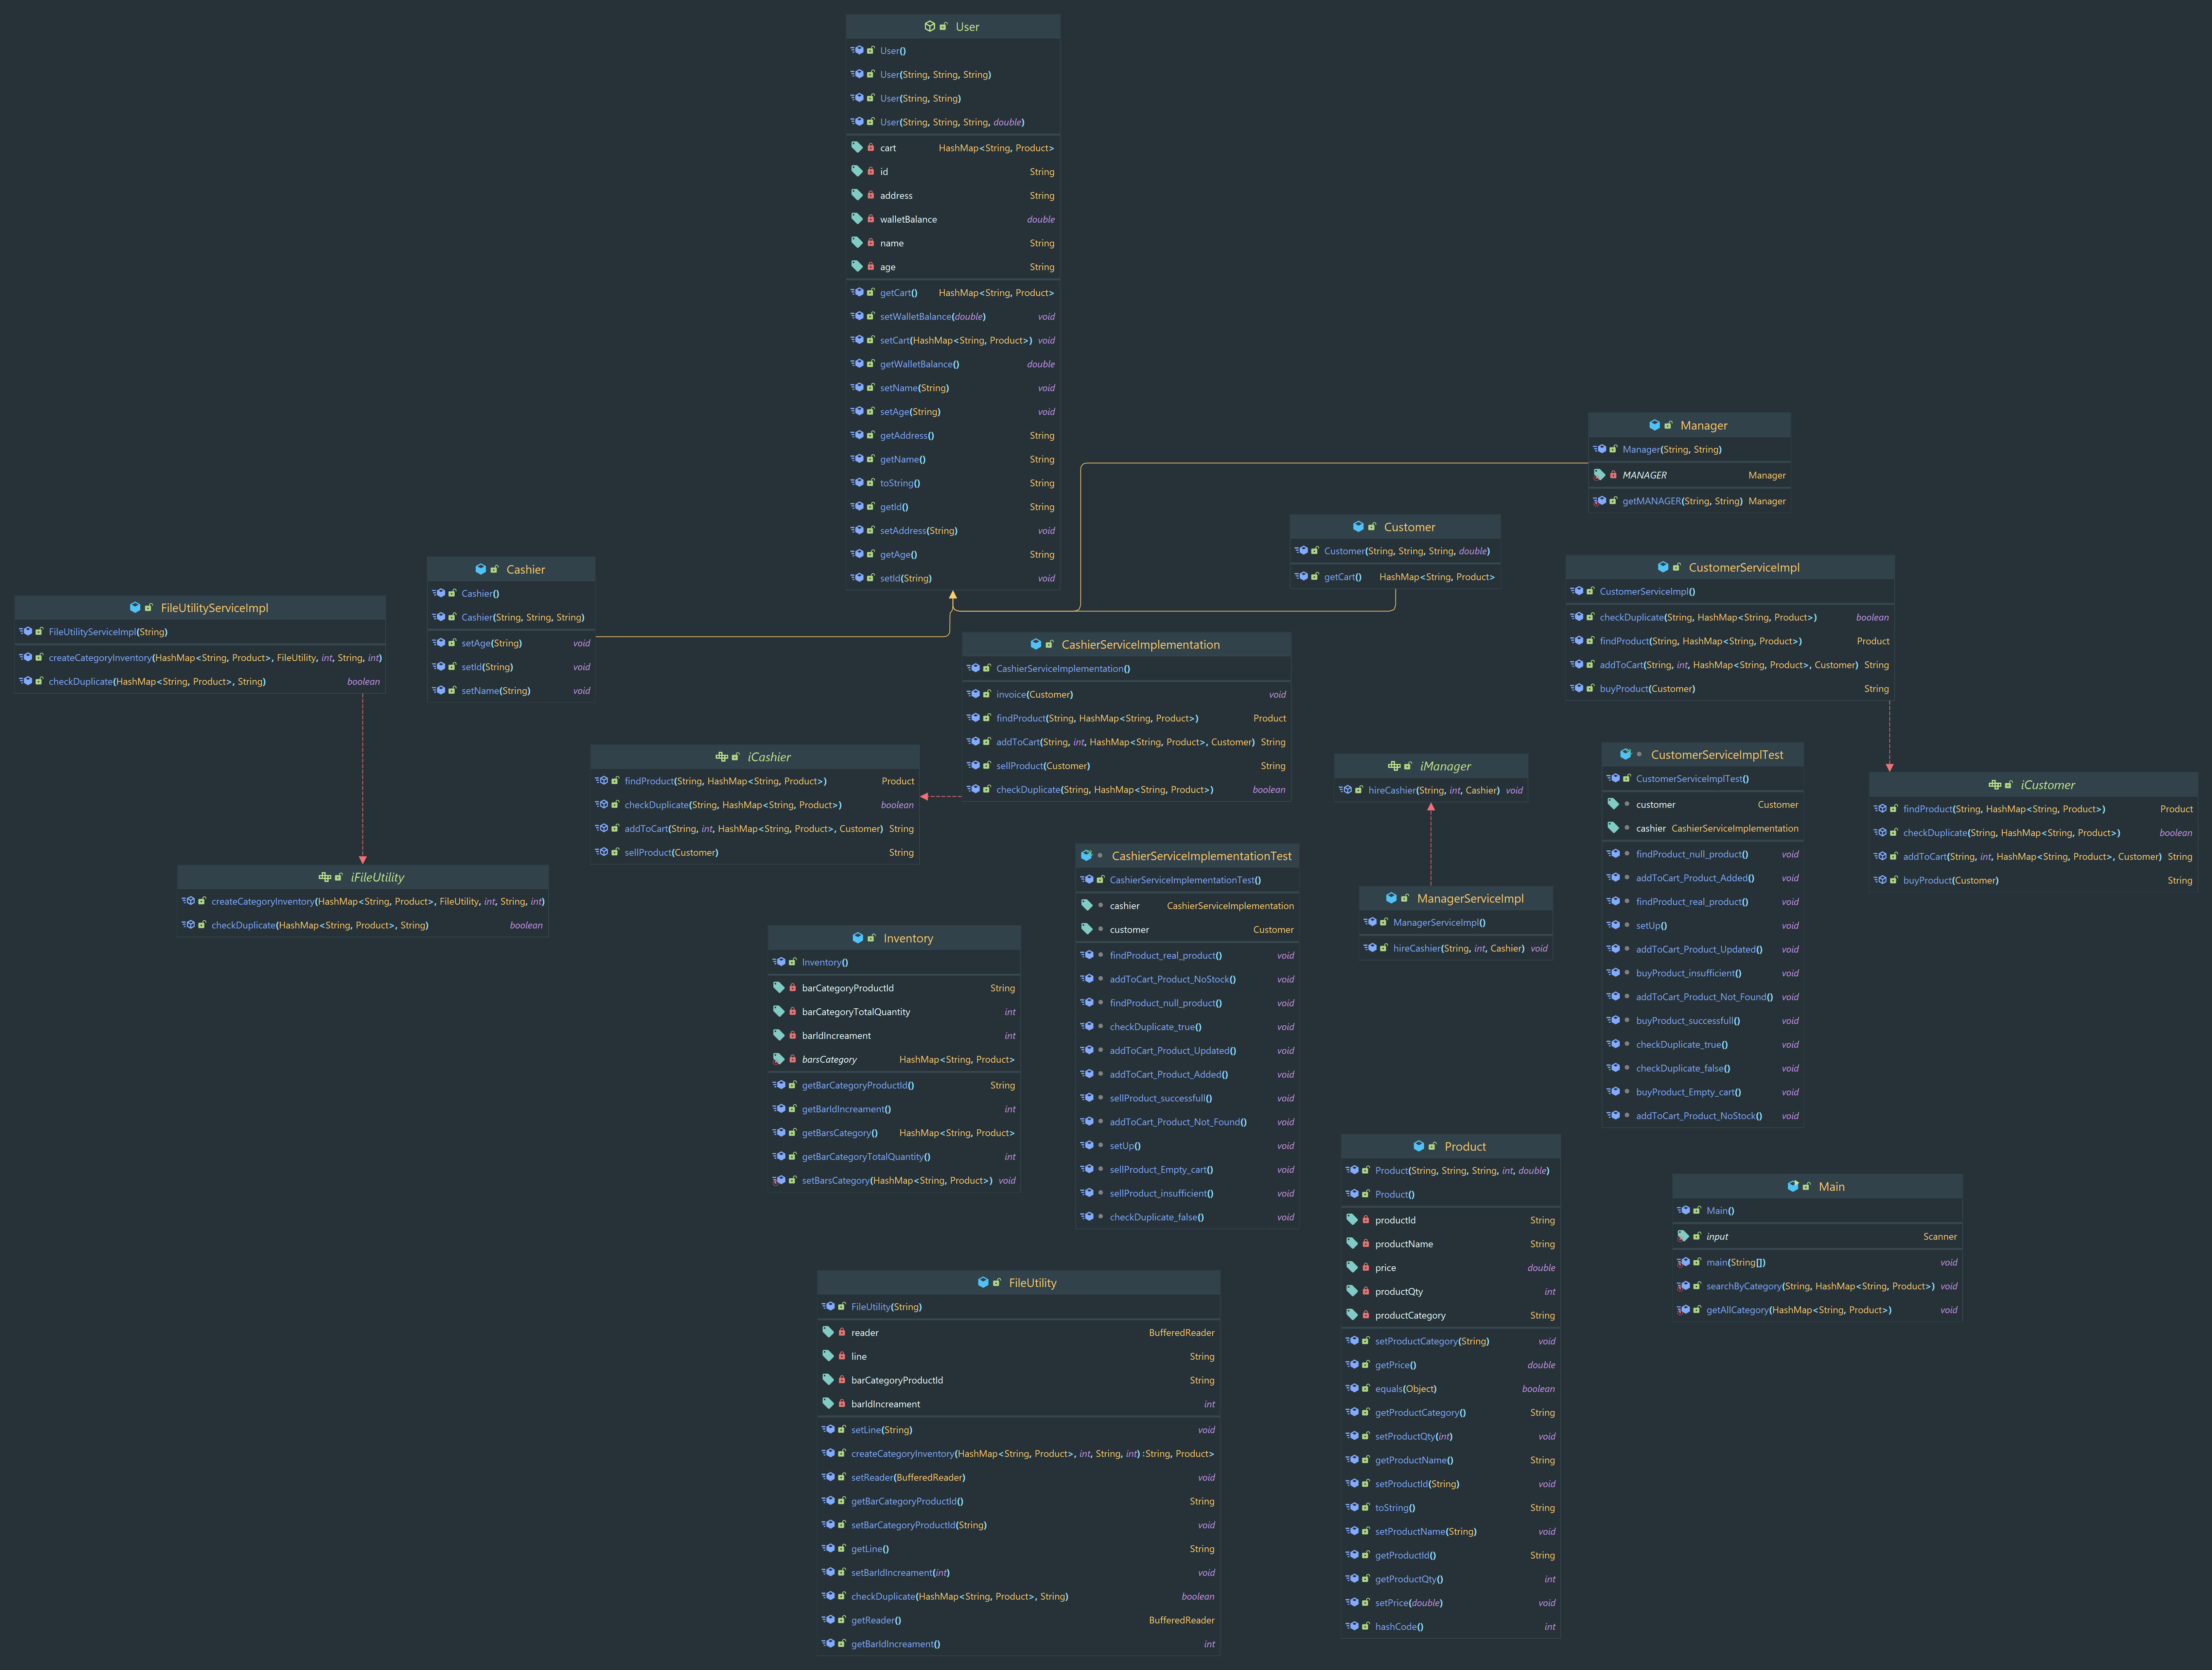 User
User()
User(String, String, String)
User(String, String)
User(String, String, String, double)
cart HashMap<String, Product>
id String
address String
walletBalance double
name String
age String
getCart() HashMap<String, Product>
setWalletBalance(double) void
setCart(HashMap<String, Product>) void
getWalletBalance() double
setName(String) void
setAge(String) void
getAddress() String
getName() String
toString() String
getId() String
setAddress(String) void
getAge() String
setId(String) void
Manager
Manager(String, String)
MANAGER Manager
getMANAGER(String, String) Manager
Customer
Customer(String, String, String, double)
getCart() HashMap<String, Product>
Cashier
Cashier()
Cashier(String, String, String)
setAge(String) void
setId(String) void
setName(String) void
FileUtilityServiceImpl
FileUtilityServiceImpl(String)
createCategoryInventory(HashMap<String, Product>, FileUtility, int, String, int)
checkDuplicate(HashMap<String, Product>, String) boolean
CustomerServiceImpl
CustomerServiceImpl()
checkDuplicate(String, HashMap<String, Product>) boolean
findProduct(String, HashMap<String, Product>) Product
addToCart(String, int, HashMap<String, Product>, Customer) String
buyProduct(Customer) String
CashierServiceImplementation
CashierServiceImplementation()
invoice(Customer) void
findProduct(String, HashMap<String, Product>) Product
addToCart(String, int, HashMap<String, Product>, Customer) String
sellProduct(Customer) String
checkDuplicate(String, HashMap<String, Product>) boolean
iCashier
findProduct(String, HashMap<String, Product>) Product
checkDuplicate(String, HashMap<String, Product>) boolean
addToCart(String, int, HashMap<String, Product>, Customer) String
sellProduct(Customer) String
iManager
hireCashier(String, int, Cashier) void
CustomerServiceImplTest
CustomerServiceImplTest()
customer Customer
cashier CashierServiceImplementation
findProduct_null_product() void
addToCart_Product_Added() void
findProduct_real_product() void
setUp() void
addToCart_Product_Updated() void
buyProduct_insufficient() void
addToCart_Product_Not_Found() void
buyProduct_successfull() void
checkDuplicate_true() void
checkDuplicate_false() void
buyProduct_Empty_cart() void
addToCart_Product_NoStock() void
iCustomer
findProduct(String, HashMap<String, Product>) Product
checkDuplicate(String, HashMap<String, Product>) boolean
addToCart(String, int, HashMap<String, Product>, Customer) String
buyProduct(Customer) String
iFileUtility
createCategoryInventory(HashMap<String, Product>, FileUtility, int, String, int)
checkDuplicate(HashMap<String, Product>, String) boolean
CashierServiceImplementationTest
CashierServiceImplementationTest()
cashier CashierServiceImplementation
customer Customer
findProduct_real_product() void
addToCart_Product_NoStock() void
findProduct_null_product() void
checkDuplicate_true() void
addToCart_Product_Updated() void
addToCart_Product_Added() void
sellProduct_successfull() void
addToCart_Product_Not_Found() void
setUp() void
sellProduct_Empty_cart() void
sellProduct_insufficient() void
checkDuplicate_false() void
ManagerServiceImpl
ManagerServiceImpl()
hireCashier(String, int, Cashier) void
Inventory
Inventory()
barCategoryProductId String
barCategoryTotalQuantity int
barIdIncreament int
barsCategory HashMap<String, Product>
getBarCategoryProductId() String
getBarIdIncreament() int
getBarsCategory() HashMap<String, Product>
getBarCategoryTotalQuantity() int
setBarsCategory(HashMap<String, Product>) void
Product
Product(String, String, String, int, double)
Product()
productId String
productName String
price double
productQty int
productCategory String
setProductCategory(String) void
getPrice() double
equals(Object) boolean
getProductCategory() String
setProductQty(int) void
getProductName() String
setProductId(String) void
toString() String
setProductName(String) void
getProductId() String
getProductQty() int
setPrice(double) void
hashCode() int
Main
Main()
input Scanner
main(String[]) void
searchByCategory(String, HashMap<String, Product>) void
getAllCategory(HashMap<String, Product>) void
FileUtility
FileUtility(String)
reader BufferedReader
line String
barCategoryProductId String
barIdIncreament int
setLine(String) void
createCategoryInventory(HashMap<String, Product>, int, String, int) :String, Product>
setReader(BufferedReader) void
getBarCategoryProductId() String
setBarCategoryProductId(String) void
getLine() String
setBarIdIncreament(int) void
checkDuplicate(HashMap<String, Product>, String) boolean
getReader() BufferedReader
getBarIdIncreament() int